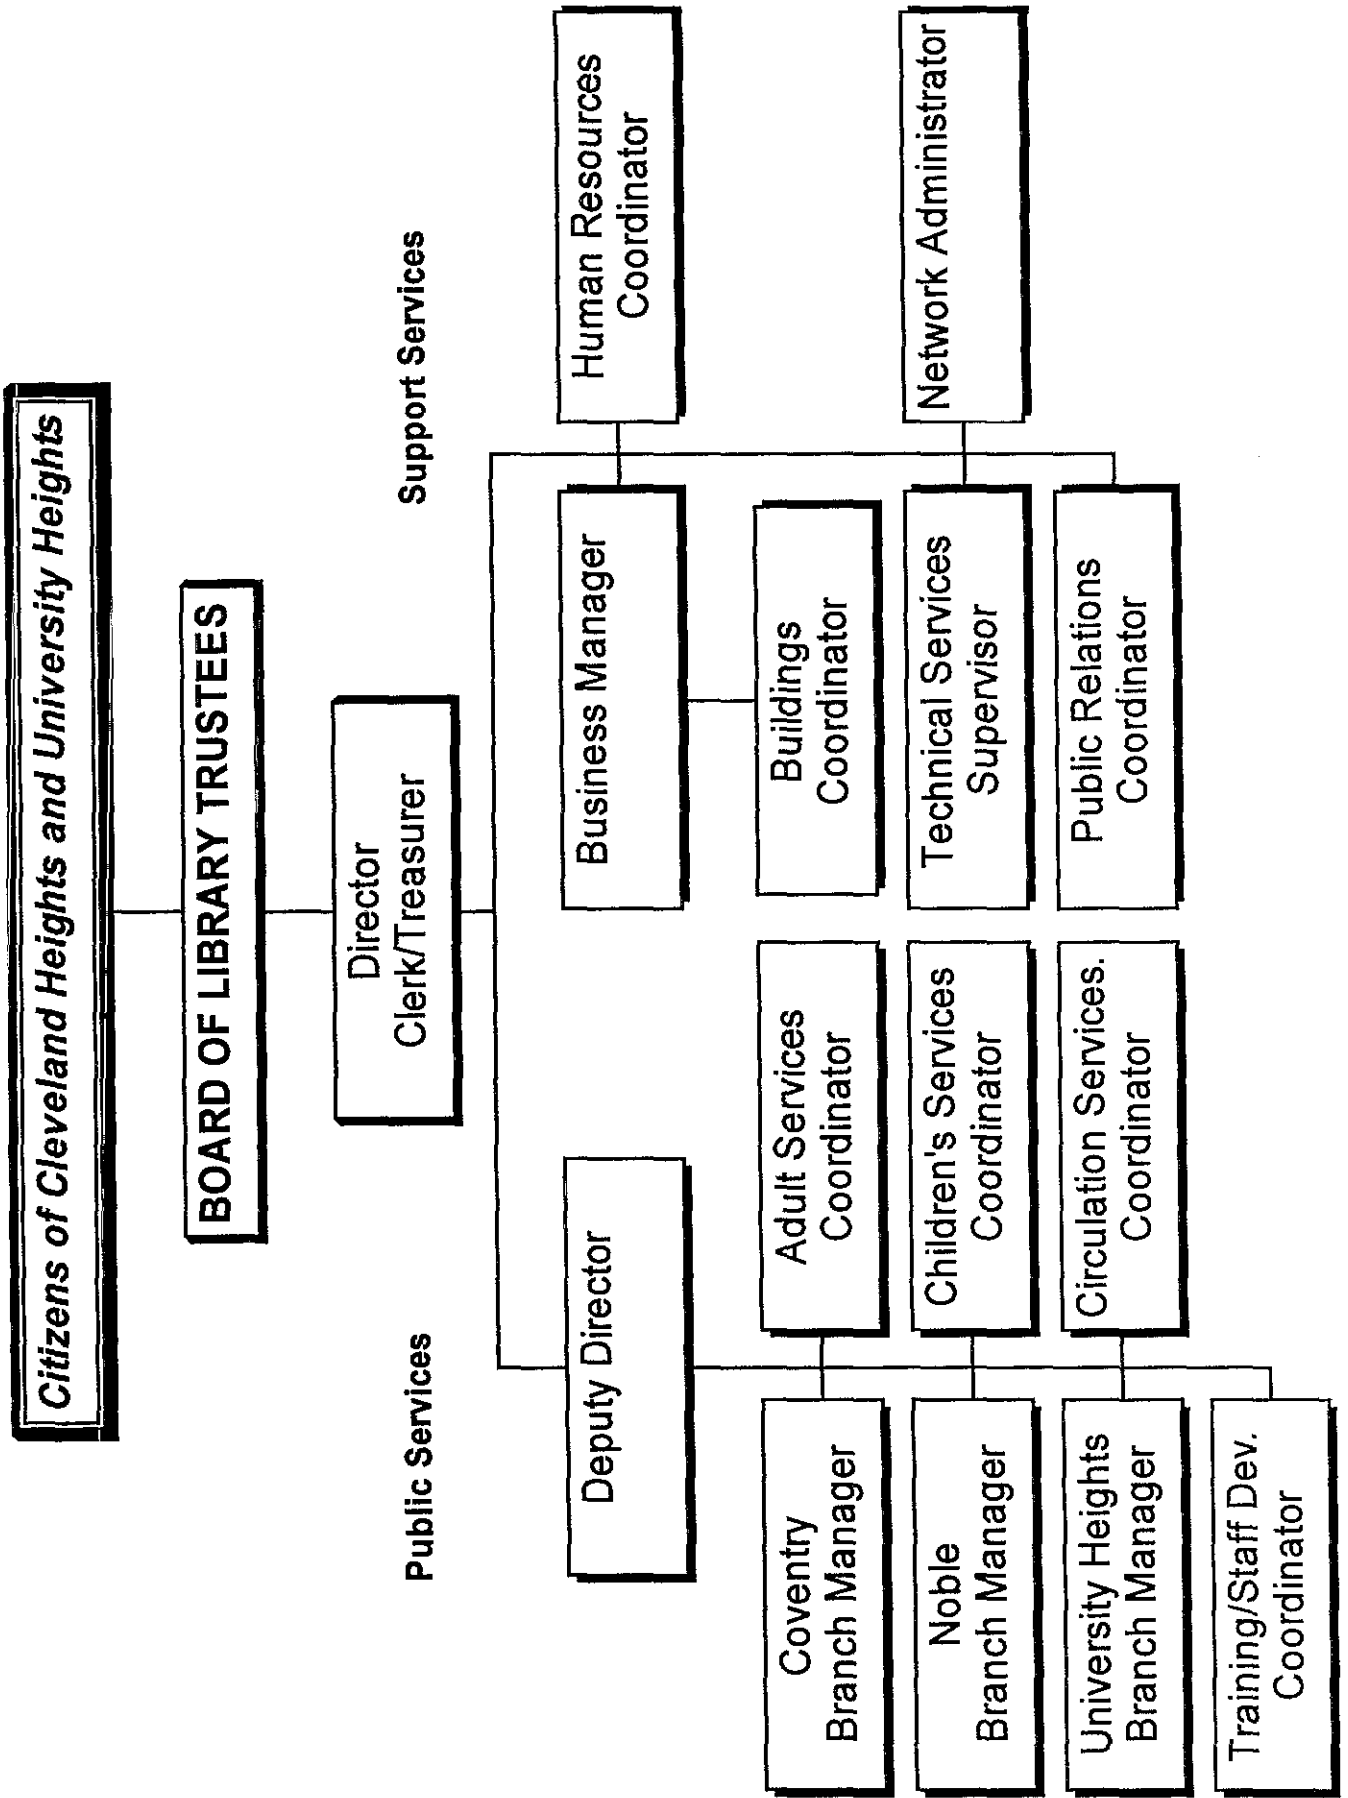 Citizens of Cleveland Heights and University Heights
BOARD OF LIBRARY TRUSTEES
Director
Clerk/Treasurer
Public Services
Support Services
Deputy Director
Business Manager
Human Resources
Coordinator
Coventry
Branch Manager
Adult Services
Coordinator
Buildings
Coordinator
Noble
Branch Manager
Children's Services
Coordinator
Technical Services
Supervisor
Network Administrator
University Heights
Branch Manager
Circulation Services.
Coordinator
Public Relations
Coordinator
Training/Staff Dev.
Coordinator